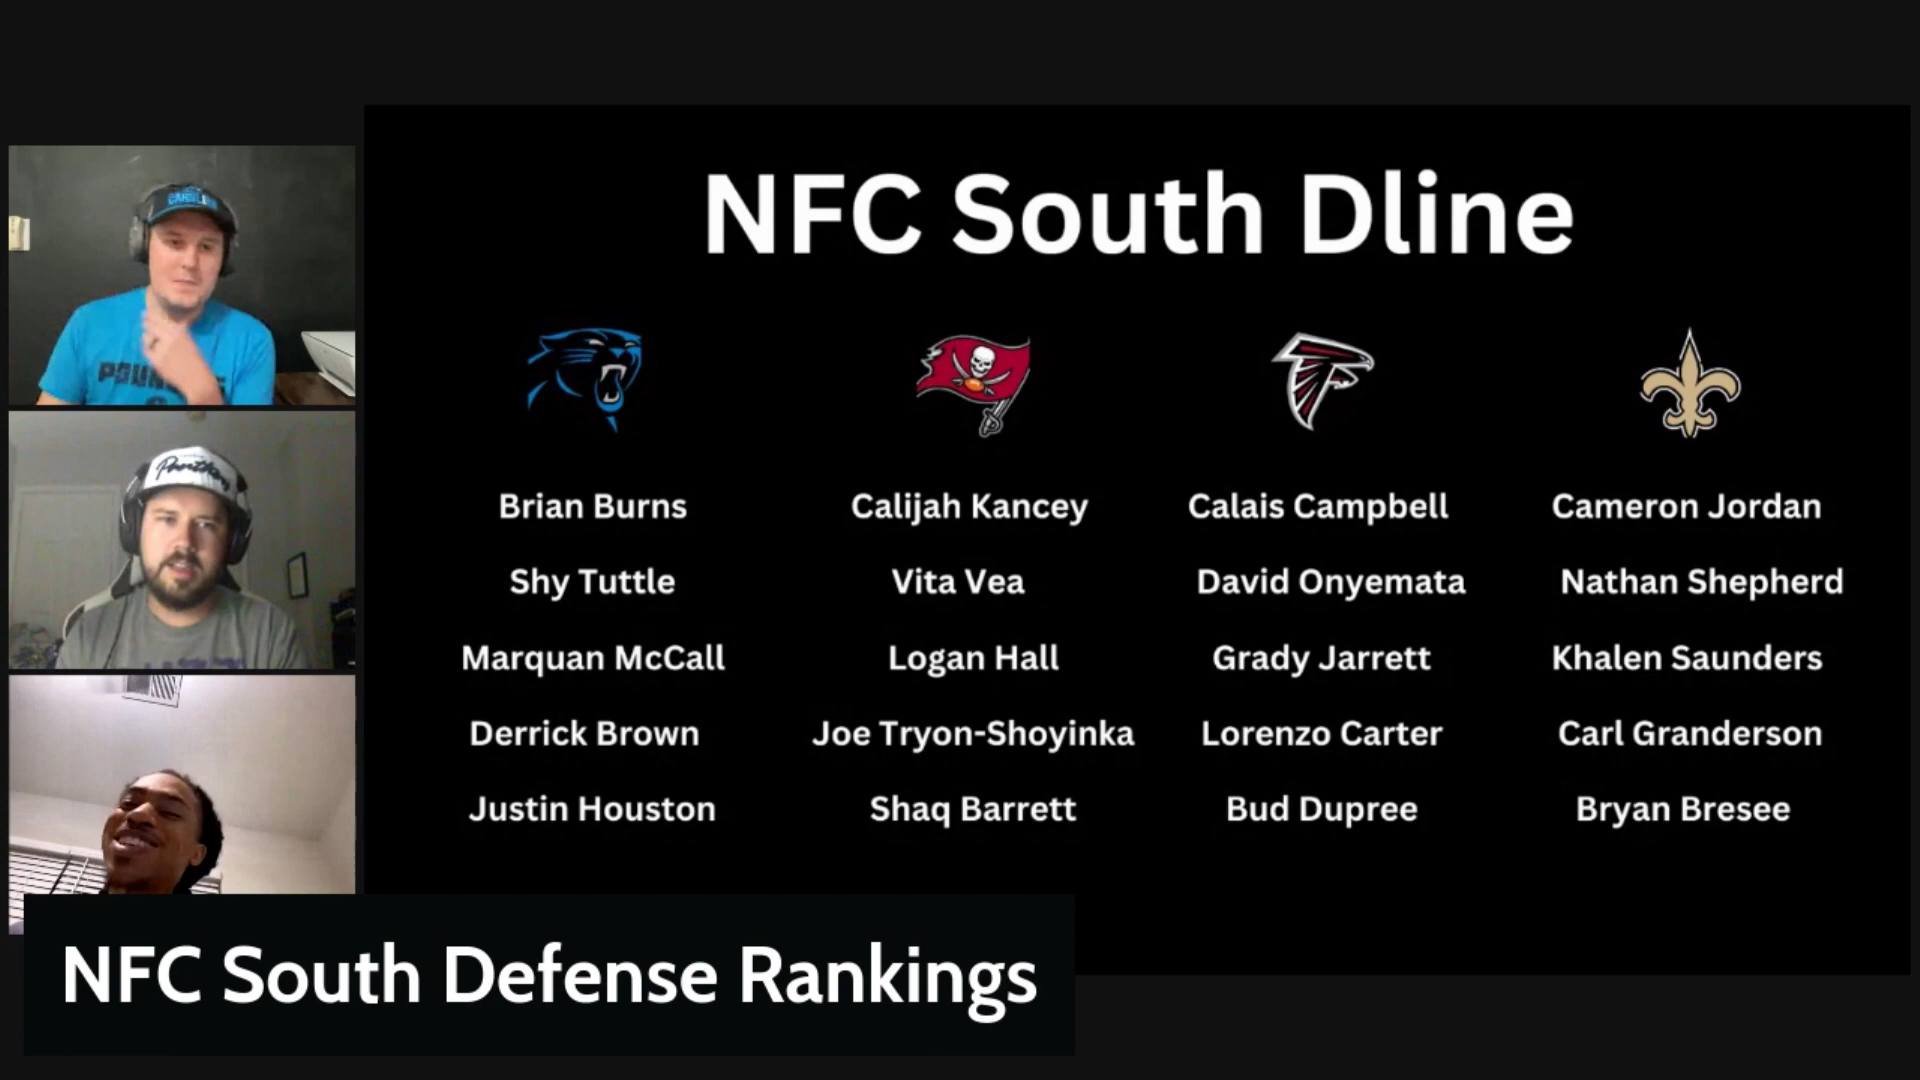 NFC South Dline
Brian Burns
Calijah Kancey
Calais Campbell
Cameron Jordan
Shy Tuttle
Vita Vea
David Onyemata
Nathan Shepherd
Marquan McCall
Logan Hall
Grady Jarrett
Khalen Saunders
Derrick Brown
Joe Tryon-Shoyinka
Lorenzo Carter
Carl Granderson
Justin Houston
Shaq Barrett
Bud Dupree
Bryan Bresee
NFC South Defense Rankings